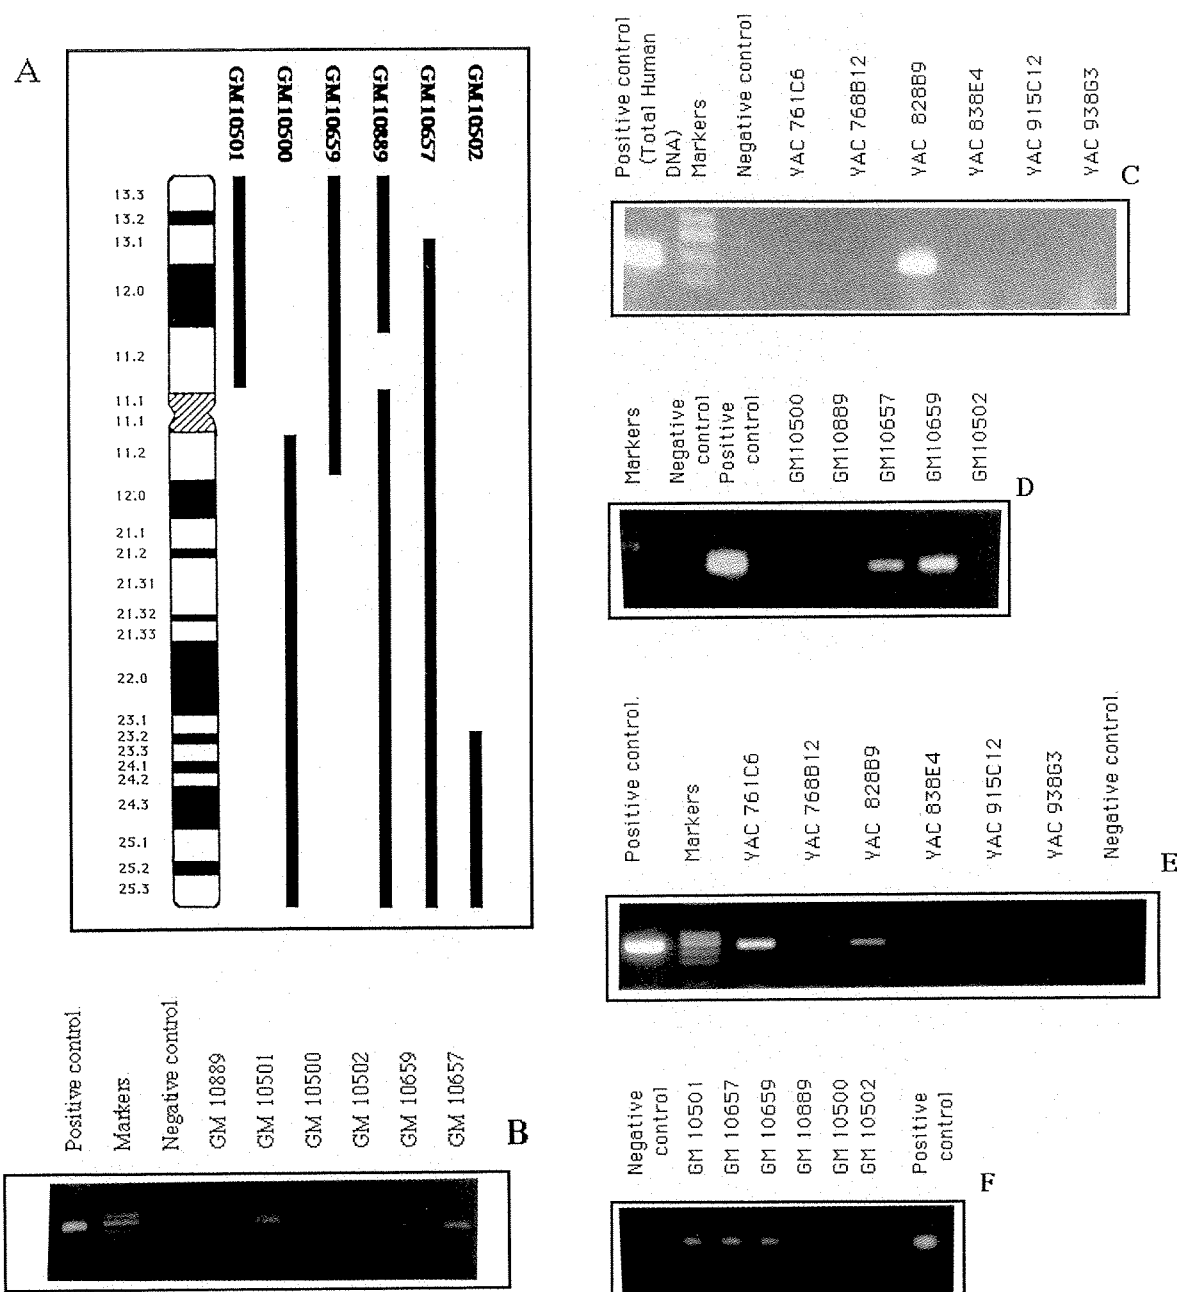 A
GM10501
GM10500
GM10659
GM10889
GM10657
GM10502
13.3
13.2
13.1
12.0
11.2
11.1
11.1
11.2
12.0
21.1
21.2
21.31
21.32
21.33
22.0
23.1
23.2
23.3
24.1
24.2
24.3
25.1
25.2
25.3
Positive control.
Markers
Negative control.
GM 10889
GM 10501
GM 10500
GM 10502
GM 10659
GM 10657
B
Positive control
(Total Human
DNA)
Markers
Negative control
YAC 761C6
YAC 768B12
YAC 828B9
YAC 838E4
YAC 915C12
YAC 938G3
C
Markers
Negative
control
Positive
control
GM10500
GM10889
GM10657
GM10659
GM10502
D
Positive control.
Markers
YAC 761C6
YAC 768B12
YAC 828B9
YAC 838E4
YAC 915C12
YAC 938G3
Negative control.
E
Negative
control
GM 10501
GM 10657
GM 10659
GM 10889
GM 10500
GM 10502
Positive
control
F